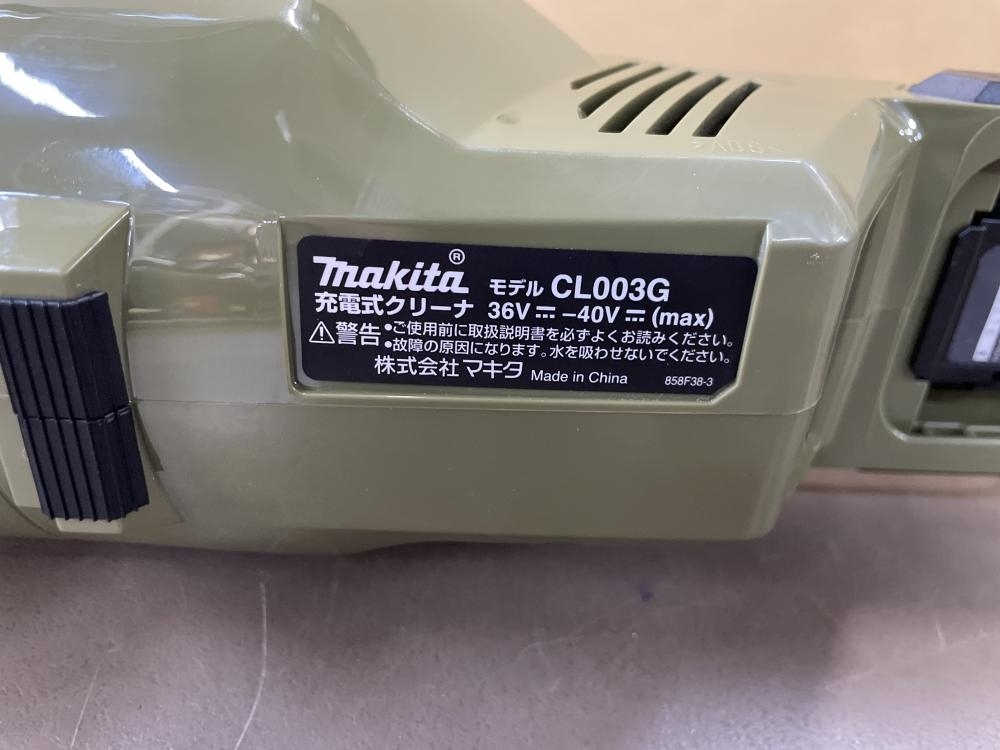 >ABS<
makita® モデル CL003G
充電式クリーナ 36V⎓–40V⎓(max)
⚠警告 •ご使用前に取扱説明書を必ずよくお読みください。
•故障の原因になります。水を吸わせないでください。
株式会社マキタ Made in China 858F38-3